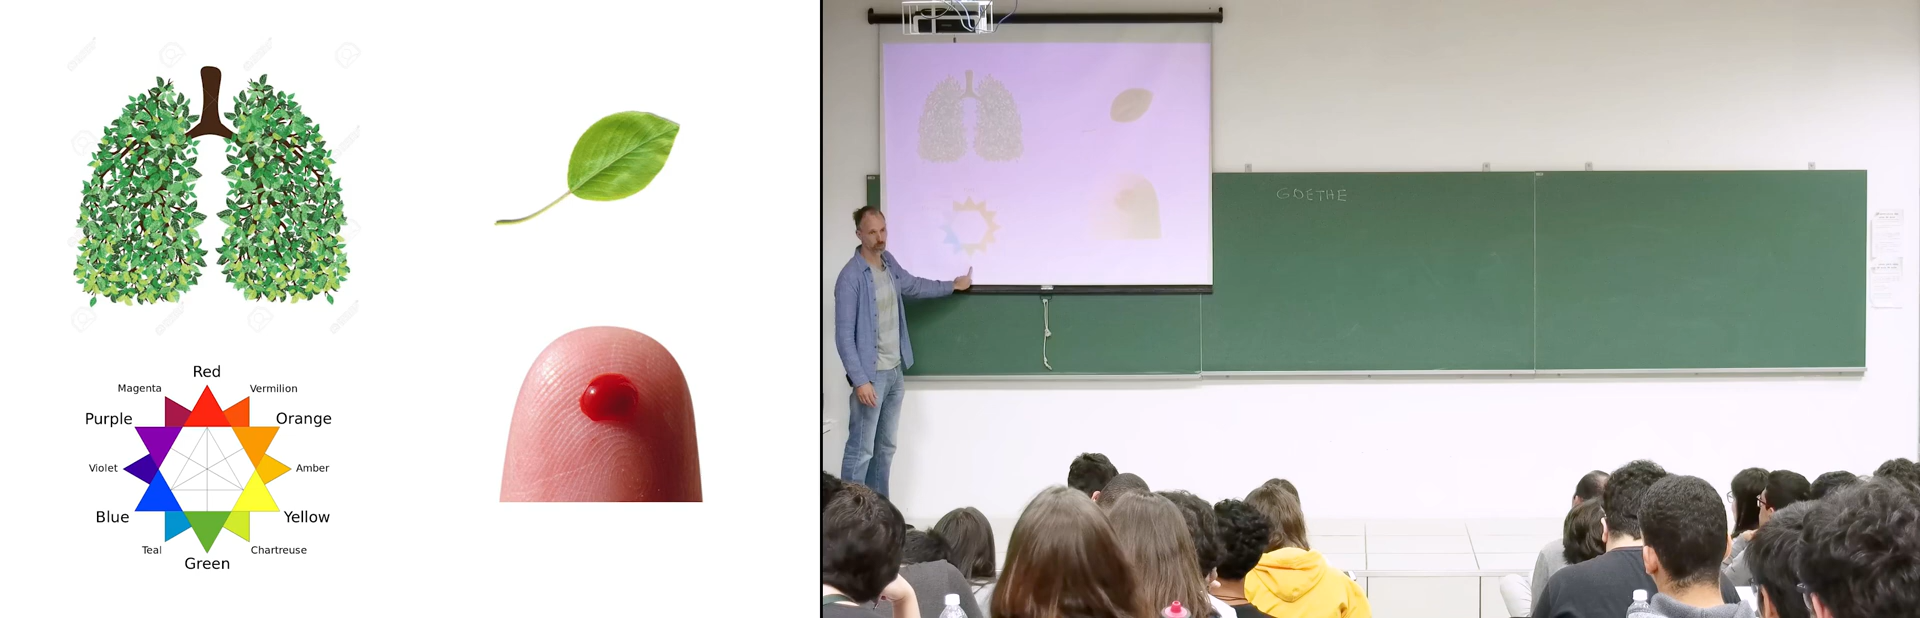 Red
Magenta
Vermilion
Purple
Orange
Violet
Amber
Blue
Yellow
Teal
Chartreuse
Green
GOETHE